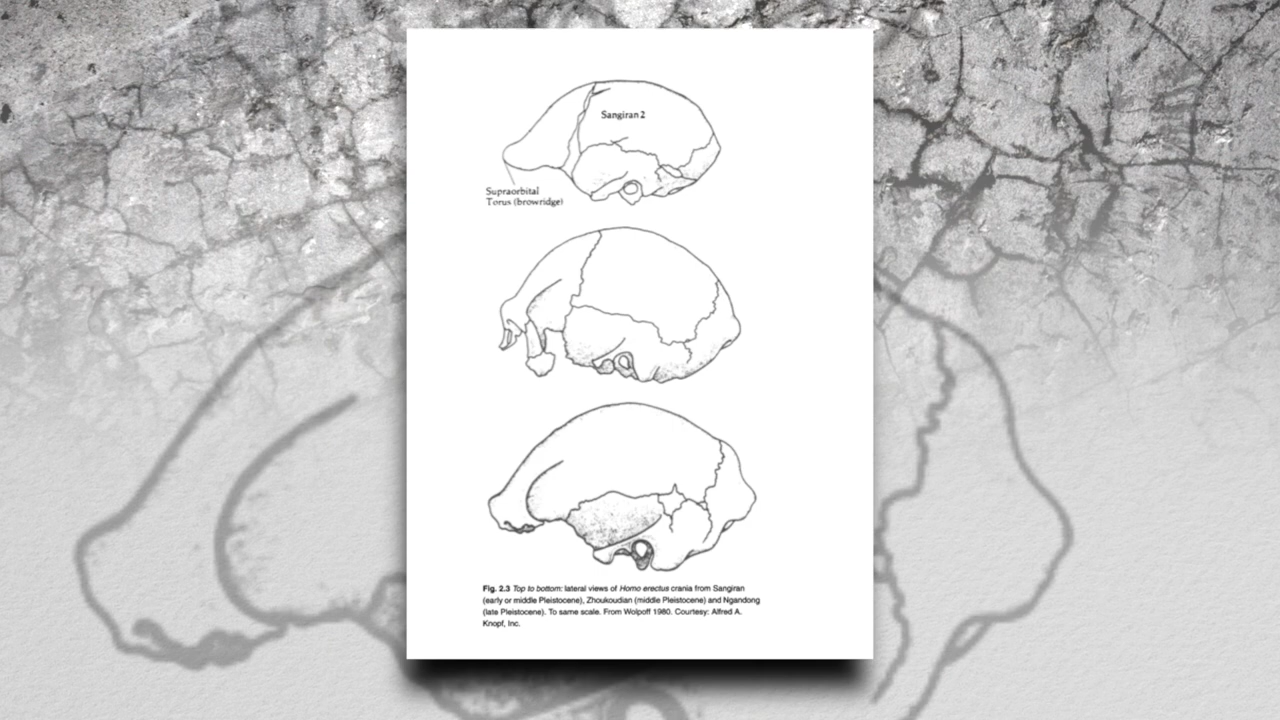 Sangiran 2
Supraorbital
Torus (browridge)
Fig. 2.3 Top to bottom: lateral views of Homo erectus crania from Sangiran
(early or middle Pleistocene), Zhoukoudian (middle Pleistocene) and Ngandong
(late Pleistocene). To same scale. From Wolpoff 1980. Courtesy: Alfred A.
Knopf, Inc.